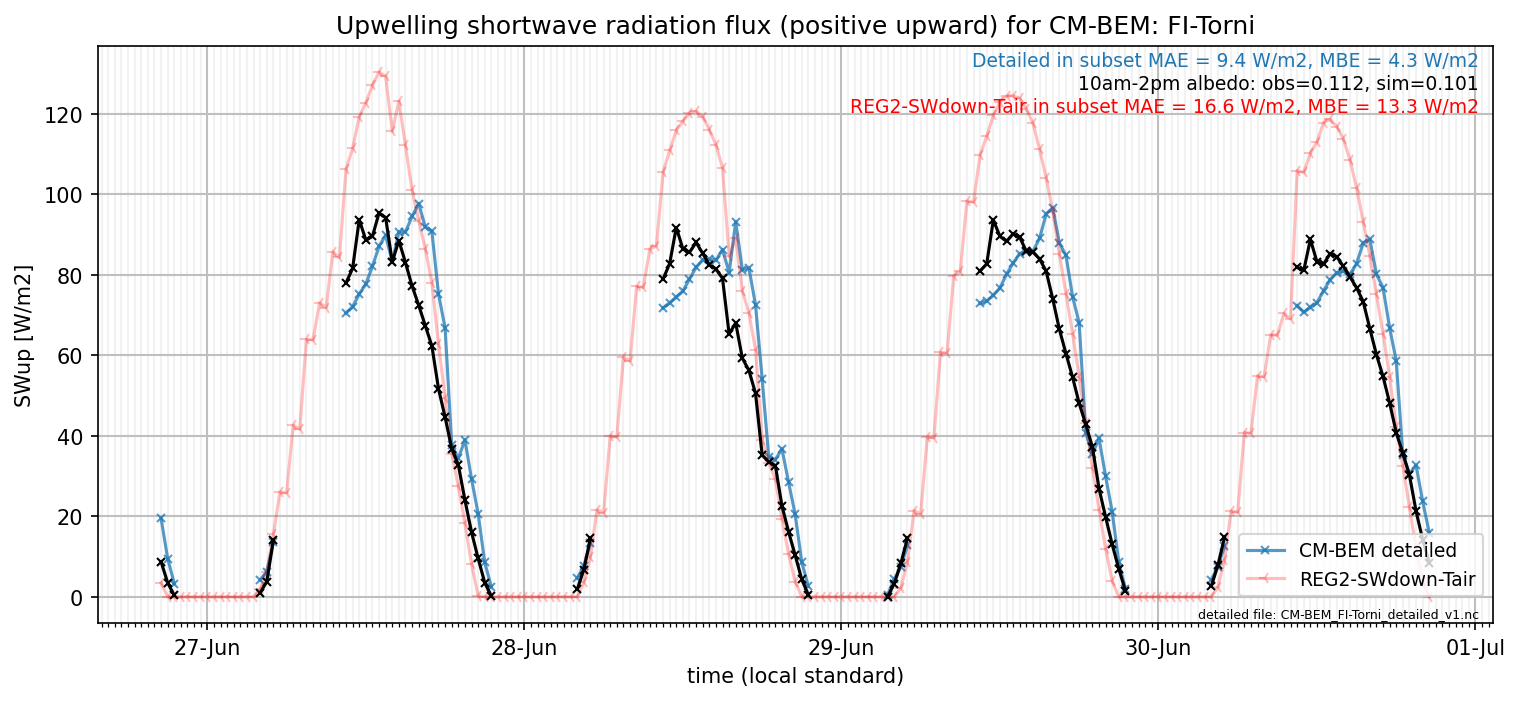 Upwelling shortwave radiation flux (positive upward) for CM-BEM: FI-Torni
Detailed in subset MAE = 9.4 W/m2, MBE = 4.3 W/m2
10am-2pm albedo: obs=0.112, sim=0.101
REG2-SWdown-Tair in subset MAE = 16.6 W/m2, MBE = 13.3 W/m2
SWup [W/m2]
120
100
80
60
40
20
0
CM-BEM detailed
REG2-SWdown-Tair
detailed file: CM-BEM_FI-Torni_detailed_v1.nc
27-Jun 28-Jun 29-Jun 30-Jun 01-Jul
time (local standard)